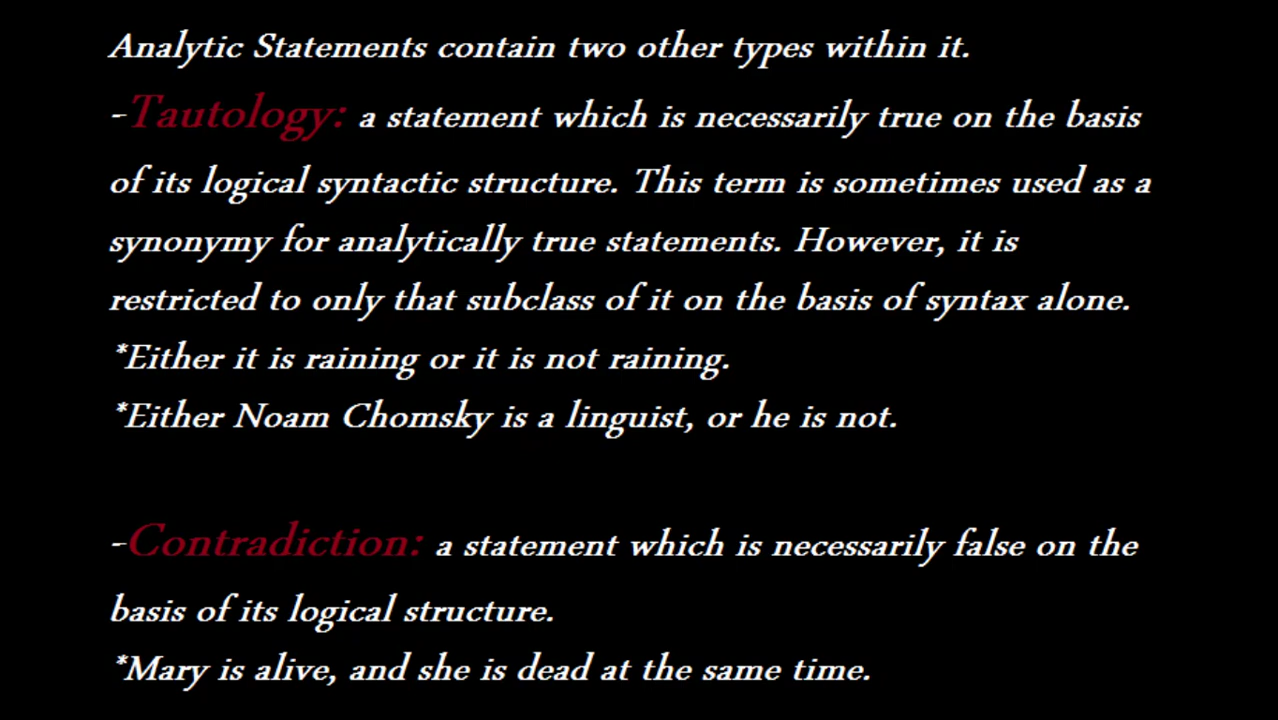 Analytic Statements contain two other types within it.
-Tautology: a statement which is necessarily true on the basis
of its logical syntactic structure. This term is sometimes used as a
synonymy for analytically true statements. However, it is
restricted to only that subclass of it on the basis of syntax alone.
*Either it is raining or it is not raining.
*Either Noam Chomsky is a linguist, or he is not.
-Contradiction: a statement which is necessarily false on the
basis of its logical structure.
*Mary is alive, and she is dead at the same time.